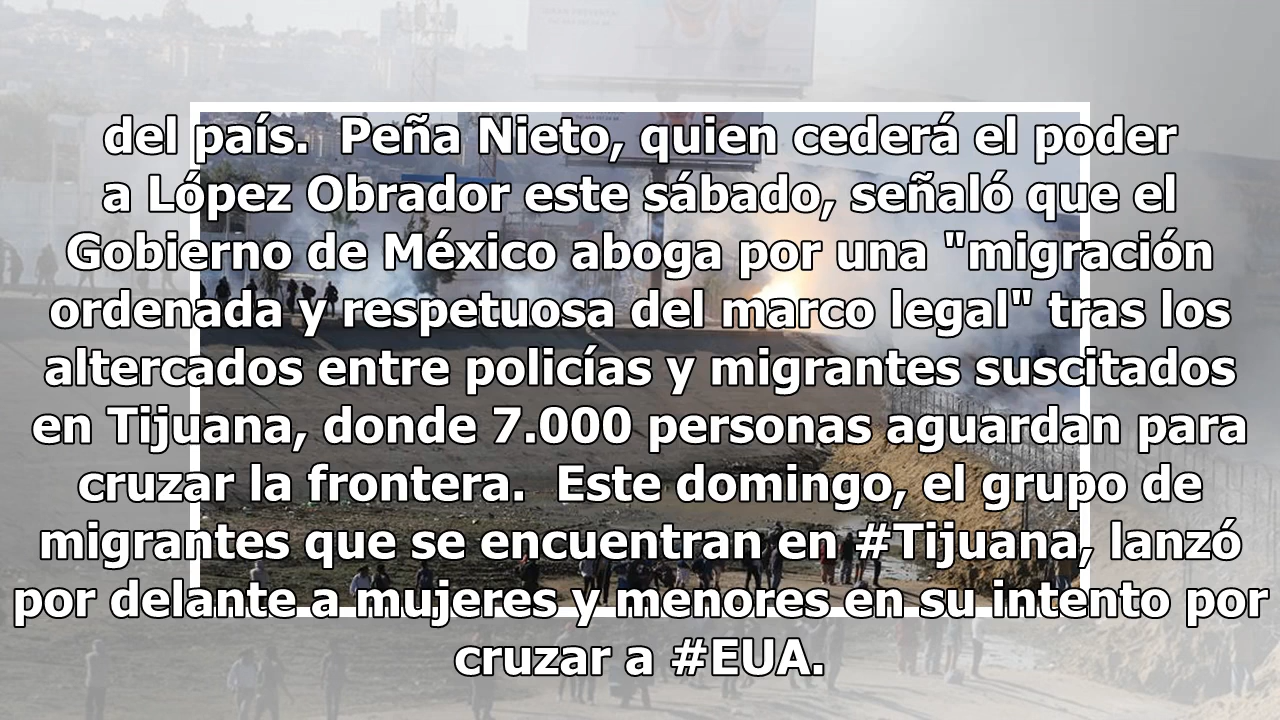 del país.  Peña Nieto, quien cederá el poder
a López Obrador este sábado, señaló que el
Gobierno de México aboga por una "migración
ordenada y respetuosa del marco legal" tras los
altercados entre policías y migrantes suscitados
en Tijuana, donde 7.000 personas aguardan para
cruzar la frontera.  Este domingo, el grupo de
migrantes que se encuentran en #Tijuana, lanzó
por delante a mujeres y menores en su intento por
cruzar a #EUA.